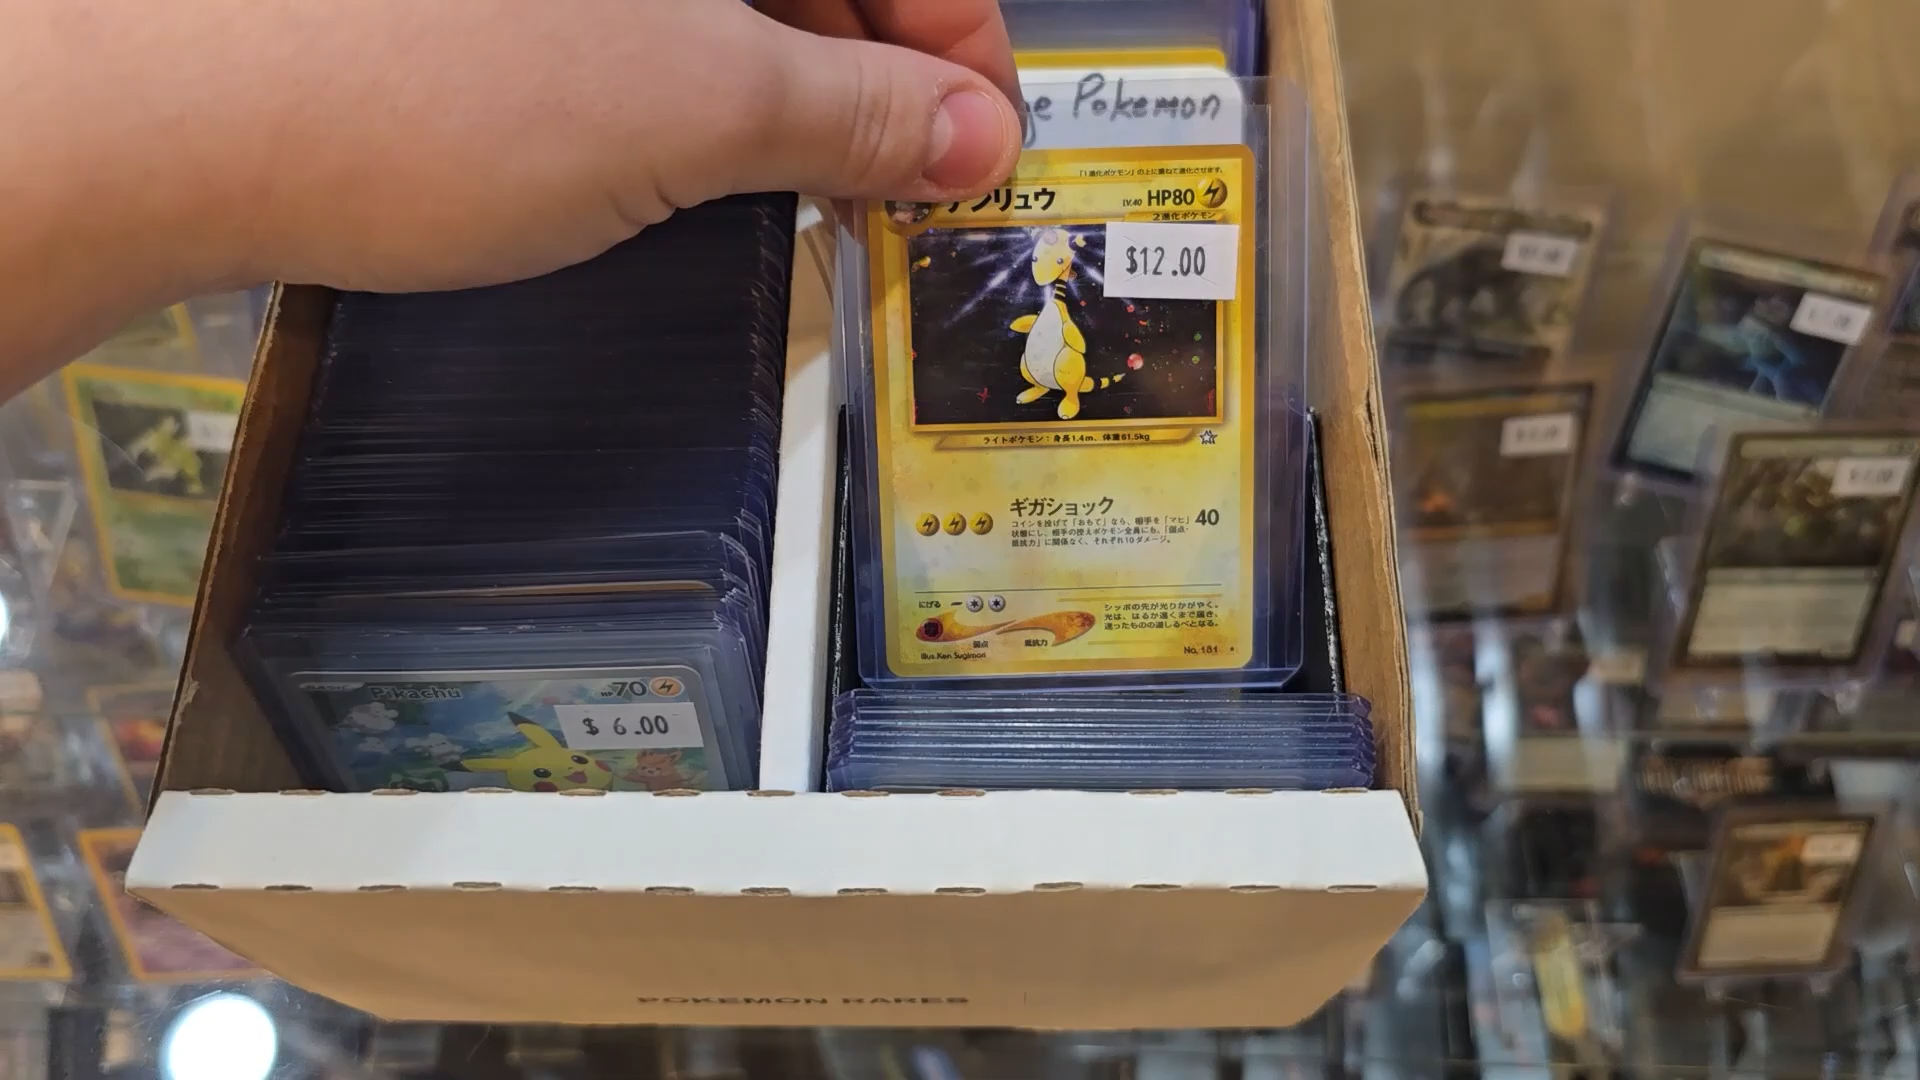 Pokemon
「1進化ポケモン」の上に重ねて進化させます。
デンリュウ
LV.40 HP80
2進化ポケモン
$12.00
ライトポケモン：身長1.4m、体重61.5kg
ギガショック
40
コインを投げて「おもて」なら、相手を「マヒ」
状態にし、相手の控えポケモン全員にも、「弱点・
抵抗力」に関係なく、それぞれ10ダメージ。
にげる
弱点
抵抗力
シッポの先が光りかがやく。
光は、はるか遠くまで届き、
迷ったものの道しるべとなる。
Illus. Ken Sugimori
No. 181
BASIC
Pikachu
HP70
$ 6.00
POKEMON RARES